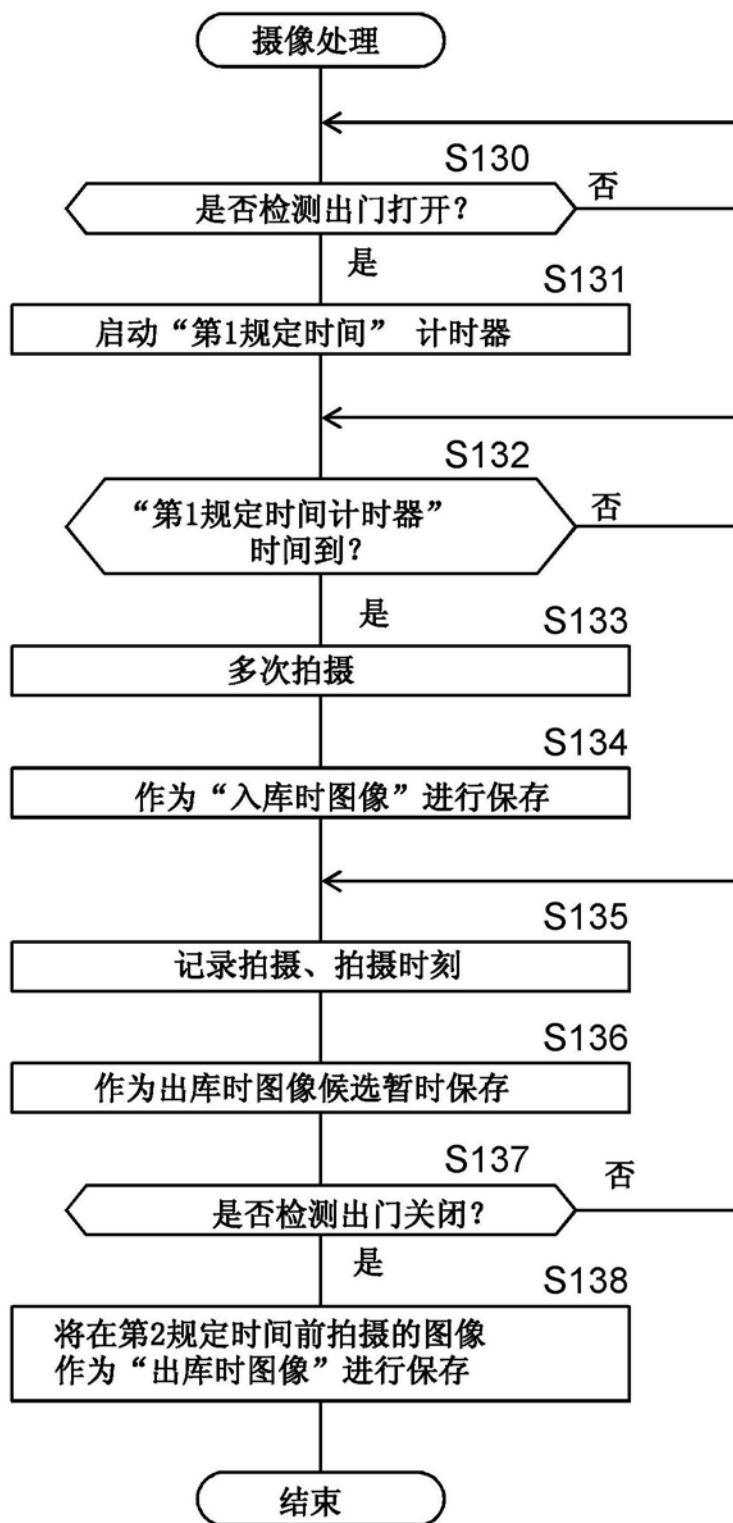 摄像处理
S130
是否检测出门打开？
否
是
S131
启动“第1规定时间” 计时器
S132
“第1规定时间计时器”
时间到？
否
是
S133
多次拍摄
S134
作为“入库时图像”进行保存
S135
记录拍摄、拍摄时刻
S136
作为出库时图像候选暂时保存
S137
是否检测出门关闭？
否
是
S138
将在第2规定时间前拍摄的图像
作为“出库时图像”进行保存
结束